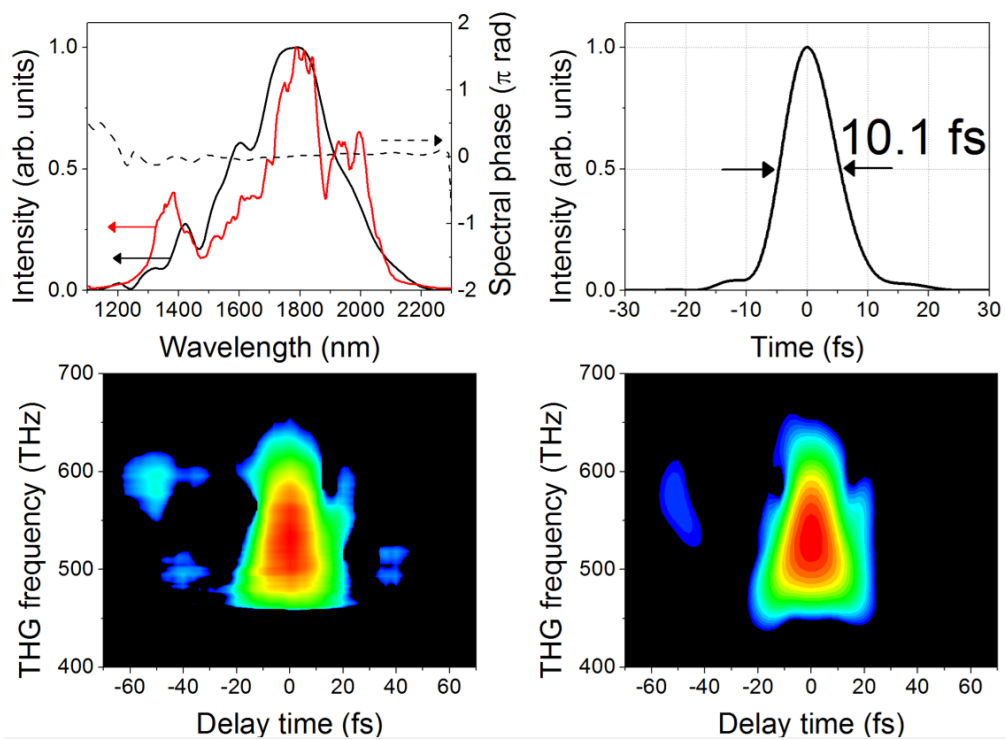 Intensity (arb. units)
1.0
0.5
0.0
2
1
0
-1
-2
Spectral phase (π rad)
1200 1400 1600 1800 2000 2200
Wavelength (nm)
Intensity (arb. units)
1.0
0.5
0.0
10.1 fs
-30 -20 -10 0 10 20 30
Time (fs)
THG frequency (THz)
700
600
500
400
-60 -40 -20 0 20 40 60
Delay time (fs)
THG frequency (THz)
700
600
500
400
-60 -40 -20 0 20 40 60
Delay time (fs)